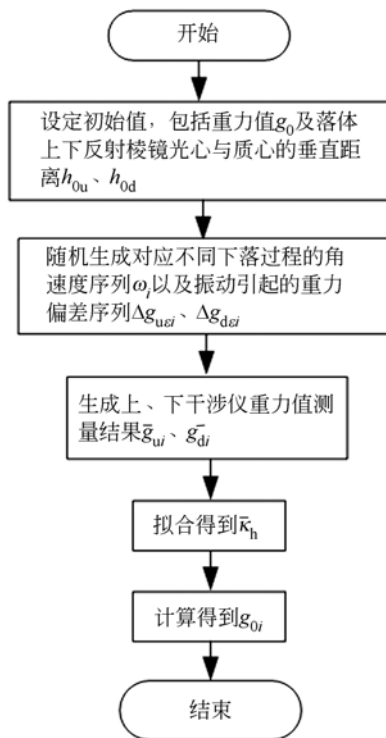 开始
设定初始值，包括重力值g₀及落体
上下反射棱镜光心与质心的垂直距
离h₀ᵤ、h₀d
随机生成对应不同下落过程的角
速度序列ωᵢ以及振动引起的重力
偏差序列Δgᵤεᵢ、Δgdεᵢ
生成上、下干涉仪重力值测
量结果g̅ᵤᵢ、g̅dᵢ
拟合得到κ̅ₕ
计算得到g₀ᵢ
结束